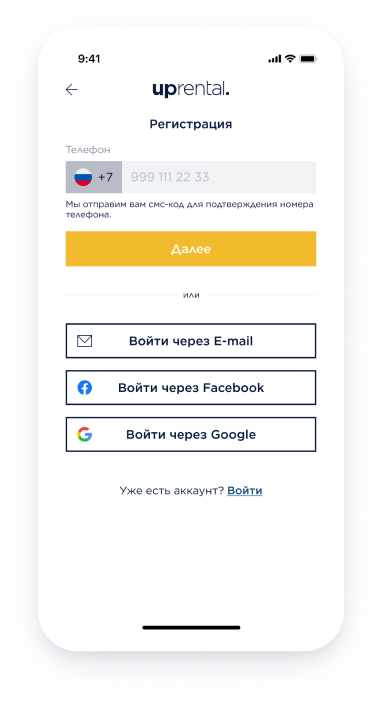 9:41
uprental.
Регистрация
Телефон
+7 999 111 22 33
Мы отправим вам смс-код для подтверждения номера
телефона.
Далее
или
Войти через E-mail
Войти через Facebook
Войти через Google
Уже есть аккаунт? Войти